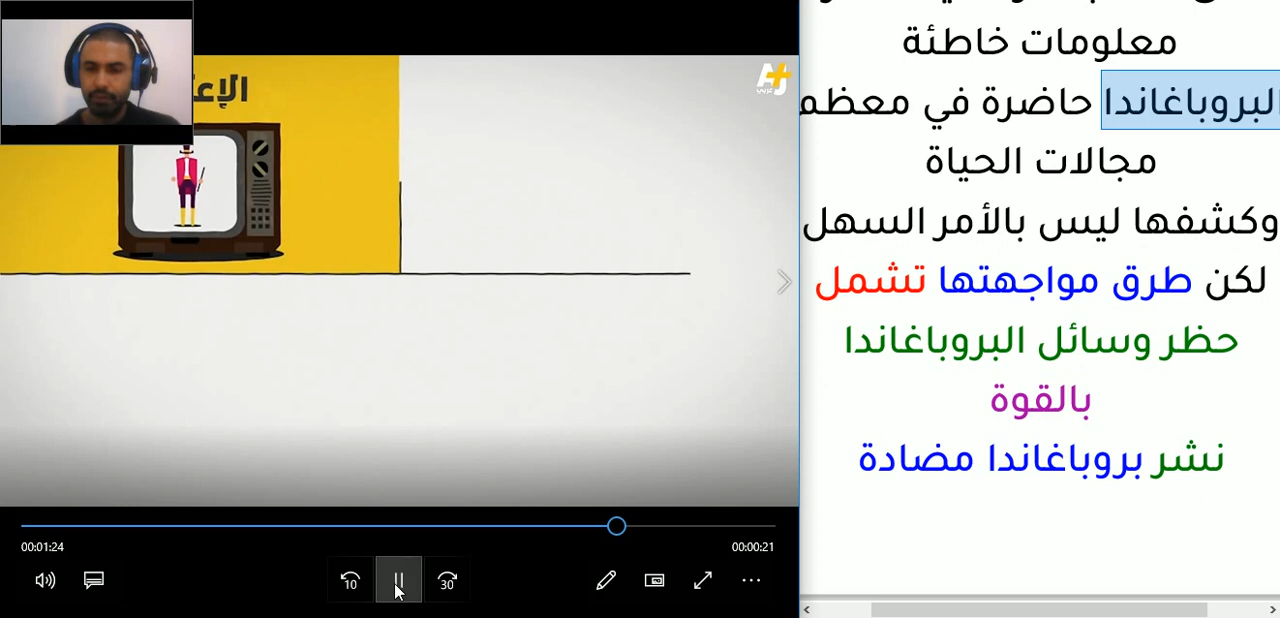 معلومات خاطئة
البروباغاندا حاضرة في معظم
مجالات الحياة
وكشفها ليس بالأمر السهل
لكن طرق مواجهتها تشمل
حظر وسائل البروباغاندا
بالقوة
نشر بروباغاندا مضادة
00:01:24
00:00:21
10
30